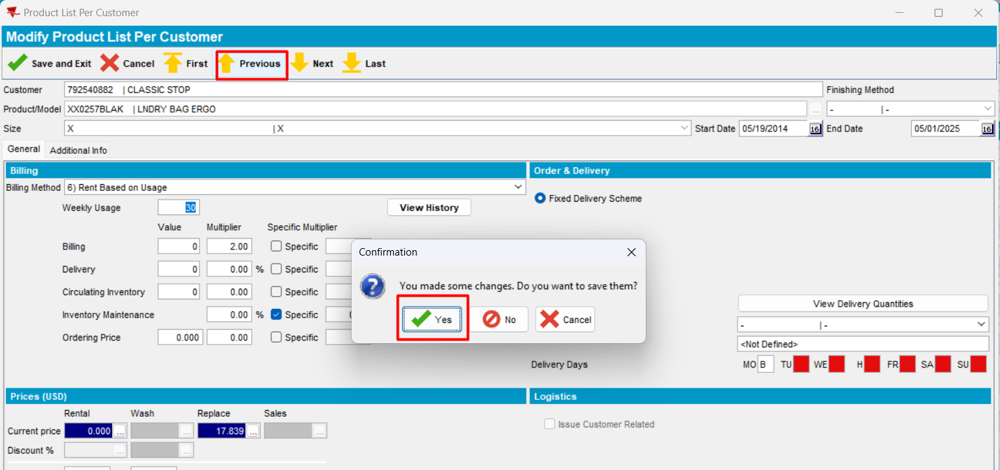 Product List Per Customer
Modify Product List Per Customer
Save and Exit Cancel First Previous Next Last
Customer 792540882 | CLASSIC STOP Finishing Method
Product/Model XX0257BLAK | LNDRY BAG ERGO ... - | -
Size X | X Start Date 05/19/2014 16 End Date 05/01/2025 16
General Additional Info
Billing Order & Delivery
Billing Method 6) Rent Based on Usage
Fixed Delivery Scheme
Weekly Usage 30 View History
Value Multiplier Specific Multiplier
Billing 0 2.00 Specific
Confirmation
Delivery 0 0.00 % Specific
You made some changes. Do you want to save them?
Circulating Inventory 0 0.00 Specific
View Delivery Quantities
Inventory Maintenance 0.00 % Specific
Yes No Cancel
- | -
Ordering Price 0.000 0.00 Specific
<Not Defined>
Delivery Days MO B TU WE H FR SA SU
Prices (USD) Logistics
Rental Wash Replace Sales
Issue Customer Related
Current price 0.000 ... ... 17.839 ... ...
Discount % ... ...